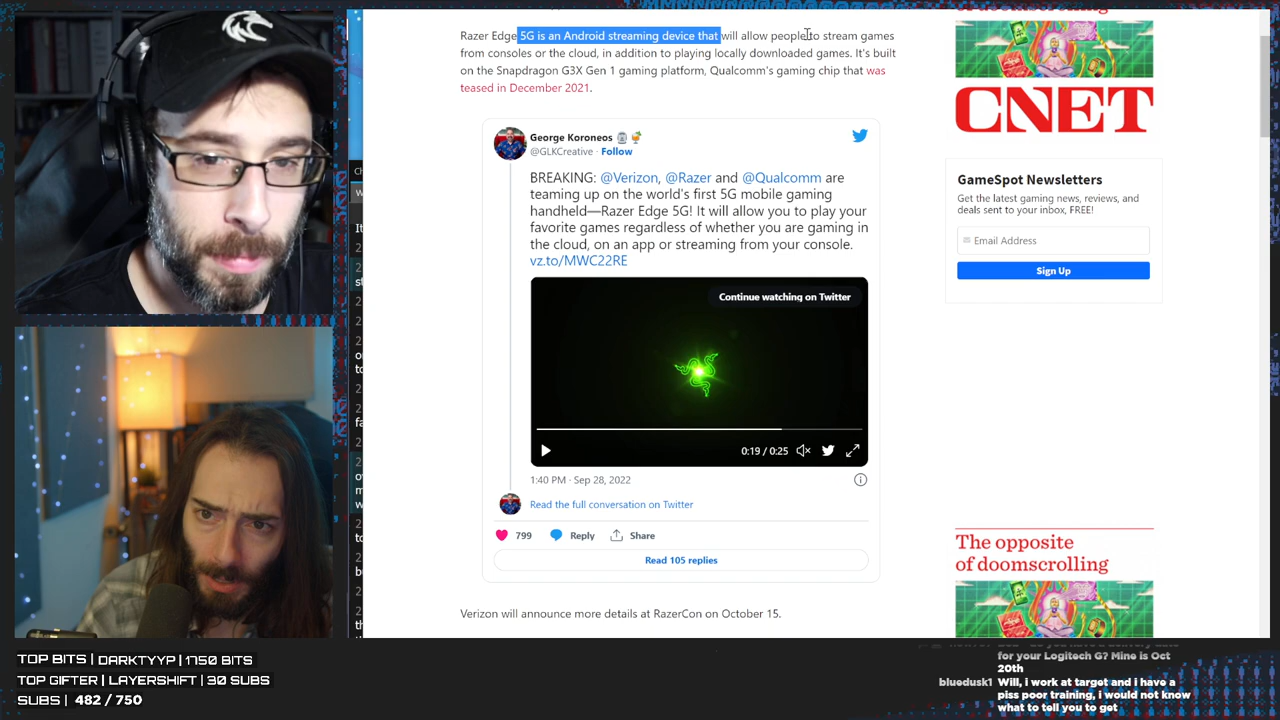 Razer Edge 5G is an Android streaming device that will allow people to stream games
from consoles or the cloud, in addition to playing locally downloaded games. It's built
on the Snapdragon G3X Gen 1 gaming platform, Qualcomm's gaming chip that was
teased in December 2021.
George Koroneos
@GLKCreative · Follow
BREAKING: @Verizon, @Razer and @Qualcomm are
teaming up on the world's first 5G mobile gaming
handheld—Razer Edge 5G! It will allow you to play your
favorite games regardless of whether you are gaming in
the cloud, on an app or streaming from your console.
vz.to/MWC22RE
Continue watching on Twitter
0:19 / 0:25
1:40 PM · Sep 28, 2022
Read the full conversation on Twitter
799 Reply Share
Read 105 replies
Verizon will announce more details at RazerCon on October 15.
CNET
GameSpot Newsletters
Get the latest gaming news, reviews, and
deals sent to your inbox, FREE!
Email Address
Sign Up
The opposite
of doomscrolling
TOP BITS | DARKTYYP | 1750 BITS
TOP GIFTER | LAYERSHIFT | 30 SUBS
SUBS | 482 / 750
for your Logitech G? Mine is Oct
20th
bluedusk1 Will, i work at target and i have a
piss poor training, i would not know
what to tell you to get